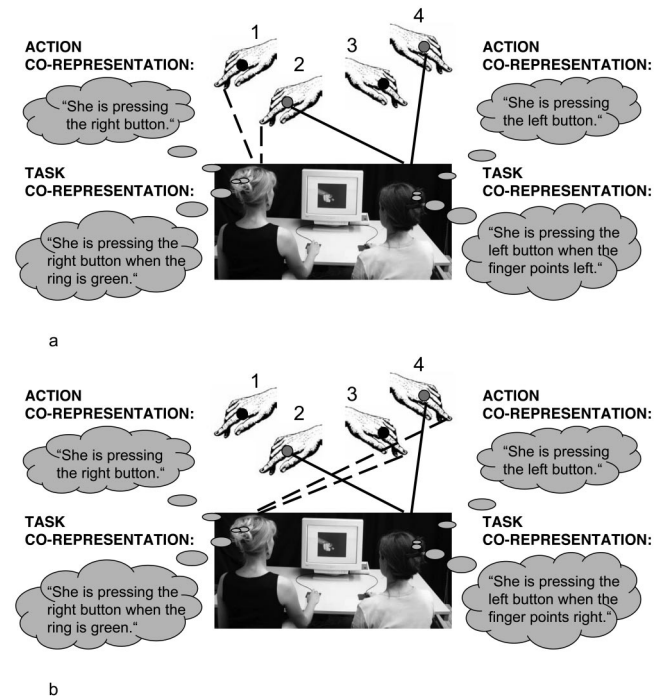 ACTION
CO-REPRESENTATION:
“She is pressing
the right button.“
TASK
CO-REPRESENTATION:
“She is pressing the
right button when the
ring is green.“
1
2
3
4
ACTION
CO-REPRESENTATION:
“She is pressing
the left button.“
TASK
CO-REPRESENTATION:
“She is pressing the
left button when the
finger points left.“
a
ACTION
CO-REPRESENTATION:
“She is pressing
the right button.“
TASK
CO-REPRESENTATION:
“She is pressing the
right button when the
ring is green.“
1
2
3
4
ACTION
CO-REPRESENTATION:
“She is pressing
the left button.“
TASK
CO-REPRESENTATION:
“She is pressing the
left button when the
finger points right.“
b